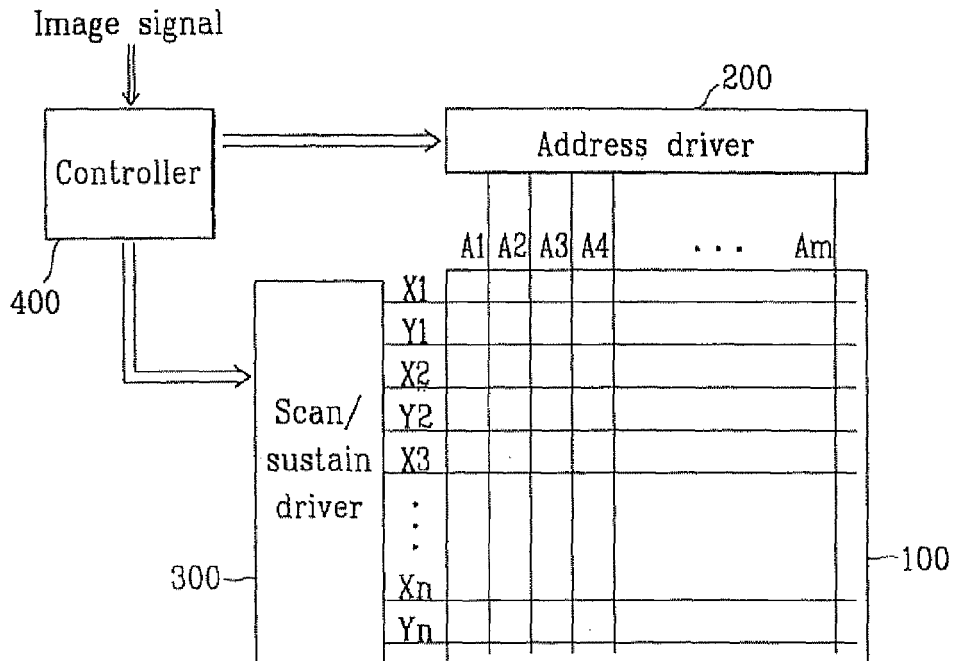 Image signal
200
Controller
Address driver
400
A1 A2 A3 A4 ... Am
X1
Y1
X2
Y2
X3
Scan/
sustain
driver
300
Xn
Yn
100